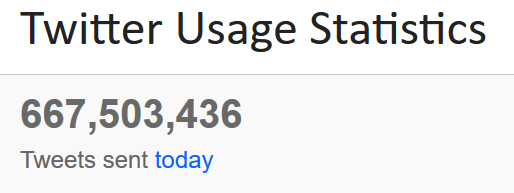 Twitter Usage Statistics
667,503,436
Tweets sent today